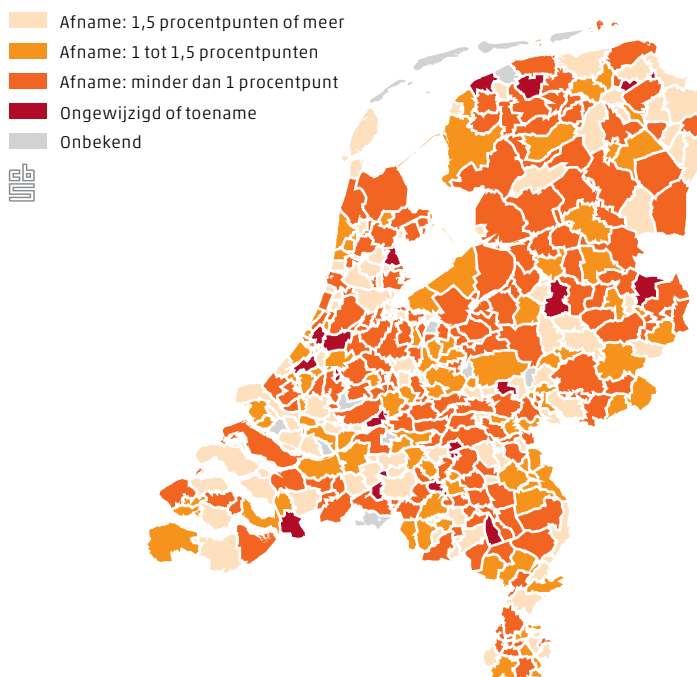 Afname: 1,5 procentpunten of meer
Afname: 1 tot 1,5 procentpunten
Afname: minder dan 1 procentpunt
Ongewijzigd of toename
Onbekend
cbs